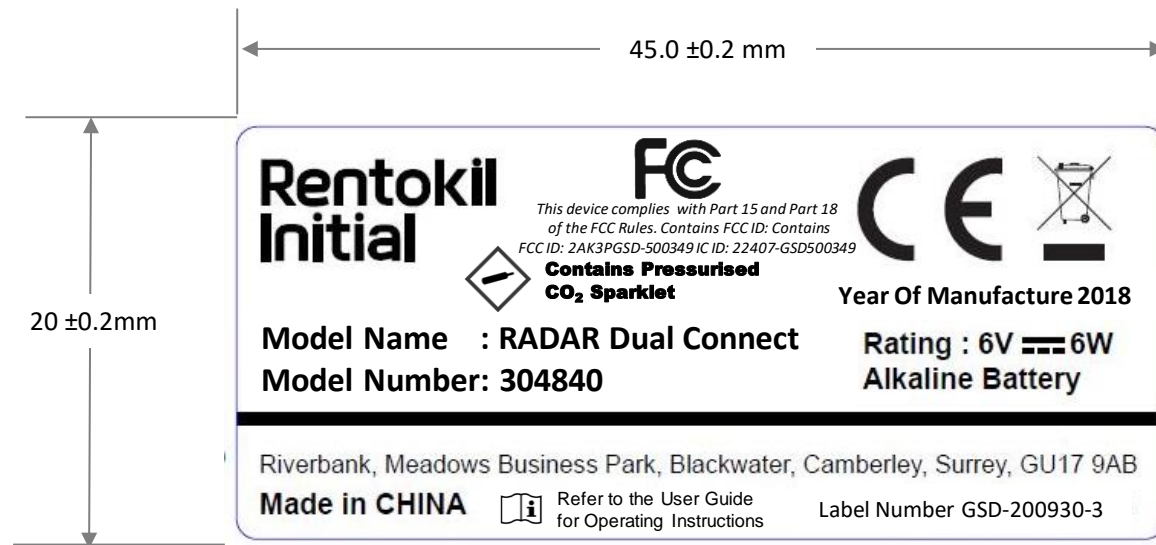 45.0 ±0.2 mm
20 ±0.2mm
Rentokil
Initial
FC
This device complies with Part 15 and Part 18
of the FCC Rules. Contains FCC ID: Contains
FCC ID: 2AK3PGSD-500349 IC ID: 22407-GSD500349
Contains Pressurised
CO₂ Sparklet
CE
Year Of Manufacture 2018
Model Name : RADAR Dual Connect
Model Number: 304840
Rating : 6V ⎓ 6W
Alkaline Battery
Riverbank, Meadows Business Park, Blackwater, Camberley, Surrey, GU17 9AB
Made in CHINA
i
Refer to the User Guide
for Operating Instructions
Label Number GSD-200930-3